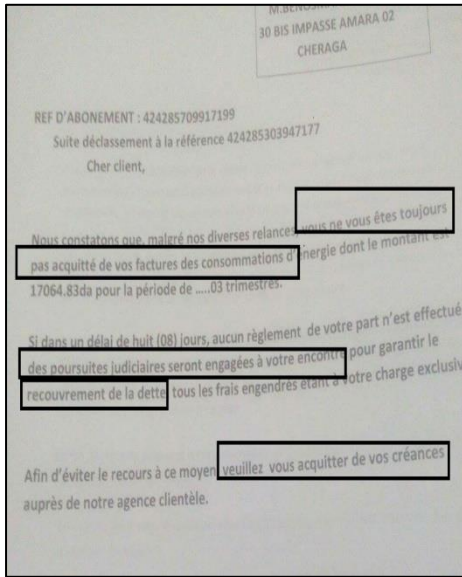 30 BIS IMPASSE AMARA 02
CHERAGA
REF D'ABONEMENT : 424285709917199
Suite déclassement à la référence 424285303947177
Cher client,
Nous constatons que, malgré nos diverses relances, vous ne vous êtes toujours
pas acquitté de vos factures des consommations d'énergie dont le montant est
17064.83da pour la période de .....03 trimestres.
Si dans un délai de huit (08) jours, aucun règlement de votre part n'est effectué
des poursuites judiciaires seront engagées à votre encontre pour garantir le
recouvrement de la dette tous les frais engendrés étant à votre charge exclusiv
Afin d'éviter le recours à ce moyen veuillez vous acquitter de vos créances
auprès de notre agence clientèle.